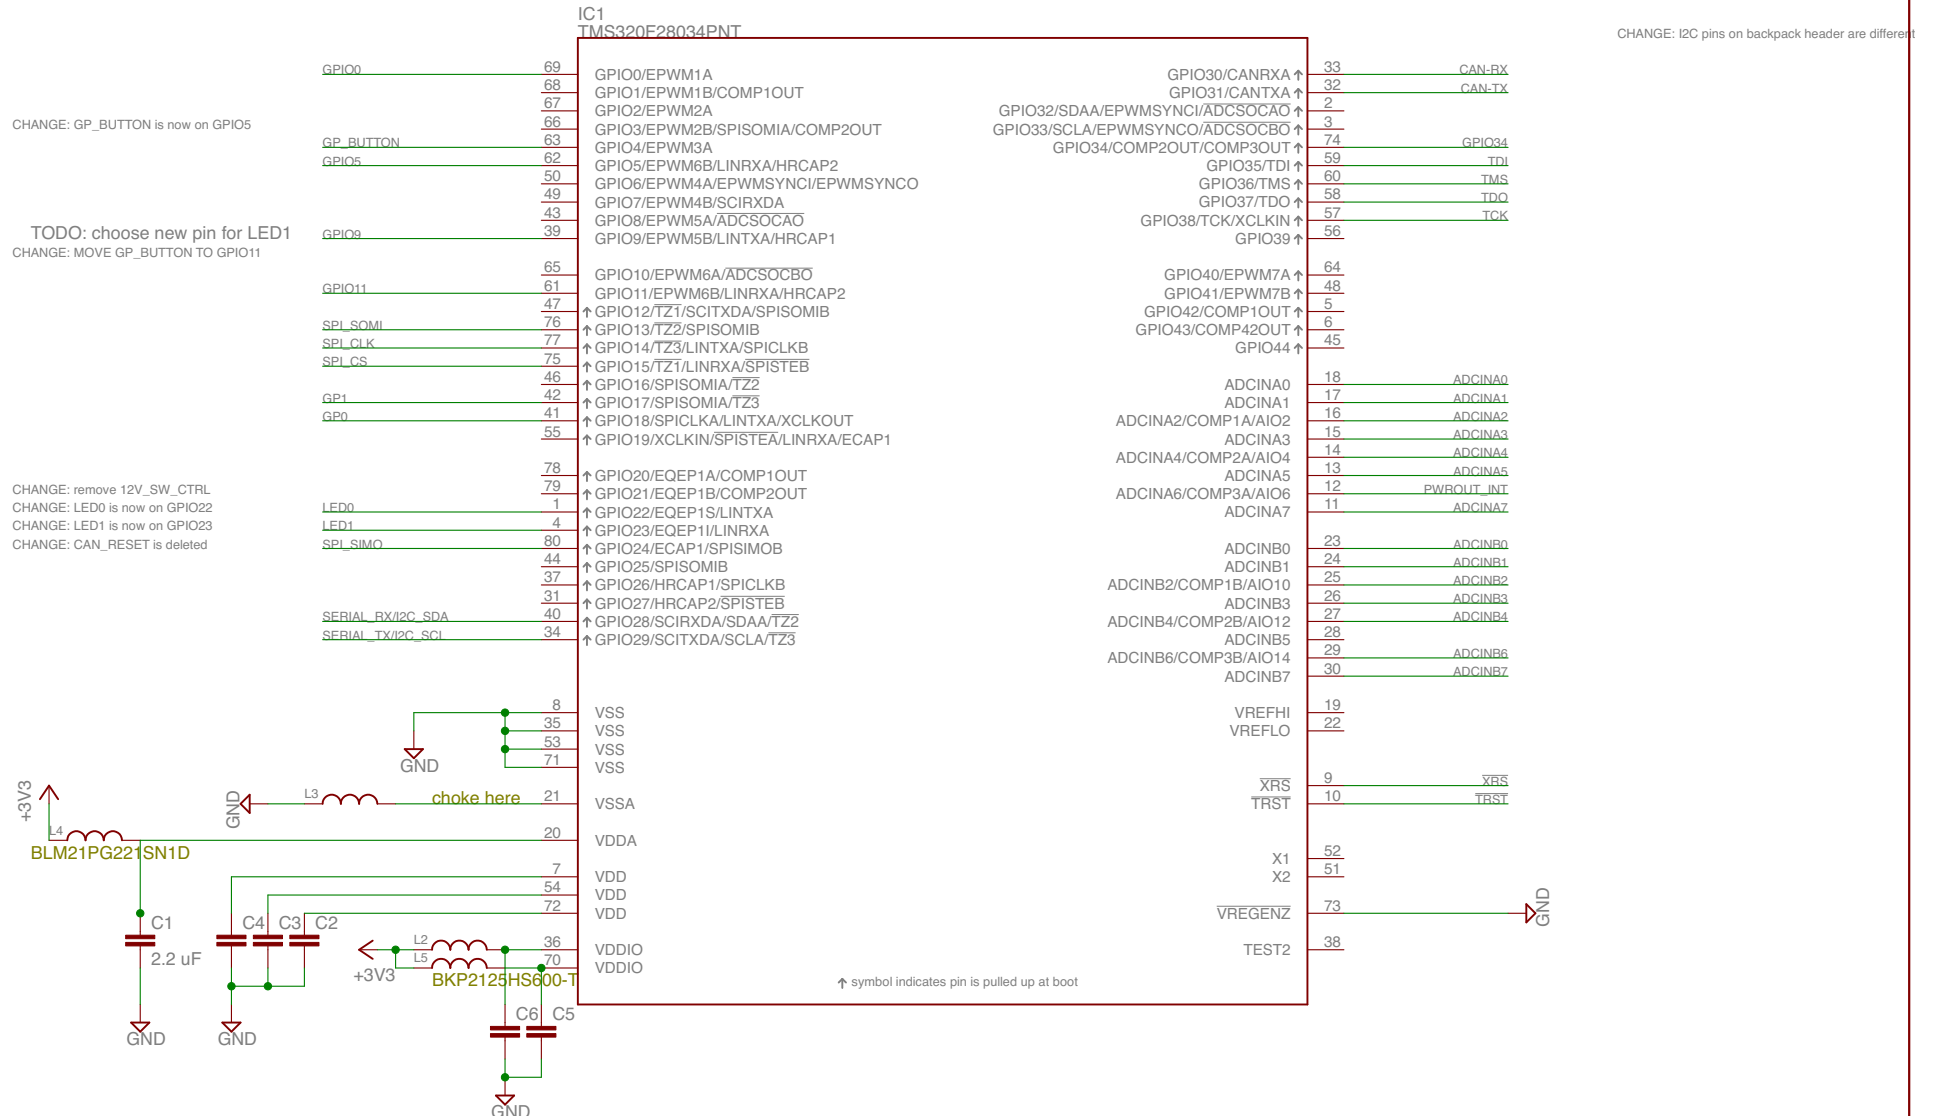 IC1
TMS320F28034PNT
CHANGE: I2C pins on backpack header are different
GPIO0 69 GPIO0/EPWM1A GPIO30/CANRXA↑ 33 CAN-RX
68 GPIO1/EPWM1B/COMP1OUT GPIO31/CANTXA↑ 32 CAN-TX
67 GPIO2/EPWM2A GPIO32/SDAA/EPWMSYNCI/ADCSOCAO↑ 2
CHANGE: GP_BUTTON is now on GPIO5
66 GPIO3/EPWM2B/SPISOMIA/COMP2OUT GPIO33/SCLA/EPWMSYNCO/ADCSOCBO↑ 3
GP_BUTTON 63 GPIO4/EPWM3A GPIO34/COMP2OUT/COMP3OUT↑ 74 GPIO34
GPIO5 62 GPIO5/EPWM6B/LINRXA/HRCAP2 GPIO35/TDI↑ 59 TDI
50 GPIO6/EPWM4A/EPWMSYNCI/EPWMSYNCO GPIO36/TMS↑ 60 TMS
49 GPIO7/EPWM4B/SCIRXDA GPIO37/TDO↑ 58 TDO
43 GPIO8/EPWM5A/ADCSOCAO GPIO38/TCK/XCLKIN↑ 57 TCK
TODO: choose new pin for LED1
GPIO9 39 GPIO9/EPWM5B/LINTXA/HRCAP1 GPIO39↑ 56
CHANGE: MOVE GP_BUTTON TO GPIO11
65 GPIO10/EPWM6A/ADCSOCBO GPIO40/EPWM7A↑ 64
GPIO11 61 GPIO11/EPWM6B/LINRXA/HRCAP2 GPIO41/EPWM7B↑ 48
47 ↑GPIO12/TZ1/SCITXDA/SPISOMIB GPIO42/COMP1OUT↑ 5
SPI_SOMI 76 ↑GPIO13/TZ2/SPISOMIB GPIO43/COMP42OUT↑ 6
SPI_CLK 77 ↑GPIO14/TZ3/LINTXA/SPICLKB GPIO44↑ 45
SPI_CS 75 ↑GPIO15/TZ1/LINRXA/SPISTEB
46 ↑GPIO16/SPISOMIA/TZ2 ADCINA0 18 ADCINA0
GP1 42 ↑GPIO17/SPISOMIA/TZ3 ADCINA1 17 ADCINA1
GP0 41 ↑GPIO18/SPICLKA/LINTXA/XCLKOUT ADCINA2/COMP1A/AIO2 16 ADCINA2
55 ↑GPIO19/XCLKIN/SPISTEA/LINRXA/ECAP1 ADCINA3 15 ADCINA3
ADCINA4/COMP2A/AIO4 14 ADCINA4
78 ↑GPIO20/EQEP1A/COMP1OUT ADCINA5 13 ADCINA5
CHANGE: remove 12V_SW_CTRL
79 ↑GPIO21/EQEP1B/COMP2OUT ADCINA6/COMP3A/AIO6 12 PWROUT_INT
CHANGE: LED0 is now on GPIO22
LED0 1 ↑GPIO22/EQEP1S/LINTXA ADCINA7 11 ADCINA7
CHANGE: LED1 is now on GPIO23
LED1 4 ↑GPIO23/EQEP1I/LINRXA
CHANGE: CAN_RESET is deleted
SPI_SIMO 80 ↑GPIO24/ECAP1/SPISIMOB ADCINB0 23 ADCINB0
44 ↑GPIO25/SPISOMIB ADCINB1 24 ADCINB1
37 ↑GPIO26/HRCAP1/SPICLKB ADCINB2/COMP1B/AIO10 25 ADCINB2
31 ↑GPIO27/HRCAP2/SPISTEB ADCINB3 26 ADCINB3
SERIAL_RX/I2C_SDA 40 ↑GPIO28/SCIRXDA/SDAA/TZ2 ADCINB4/COMP2B/AIO12 27 ADCINB4
SERIAL_TX/I2C_SCL 34 ↑GPIO29/SCITXDA/SCLA/TZ3 ADCINB5 28
ADCINB6/COMP3B/AIO14 29 ADCINB6
ADCINB7 30 ADCINB7
8 VSS VREFHI 19
35 VSS VREFLO 22
53 VSS
GND 71 VSS
XRS 9 XRS
+3V3 GND L3 choke here 21 VSSA TRST 10 TRST
L4 20 VDDA
BLM21PG221SN1D
X1 52
7 VDD X2 51
54 VDD
72 VDD VREGENZ 73 GND
C1 C4 C3 C2
2.2 uF
L2 36 VDDIO TEST2 38
+3V3 L5 70 VDDIO
BKP2125HS600-T
↑ symbol indicates pin is pulled up at boot
C6 C5
GND GND
GND